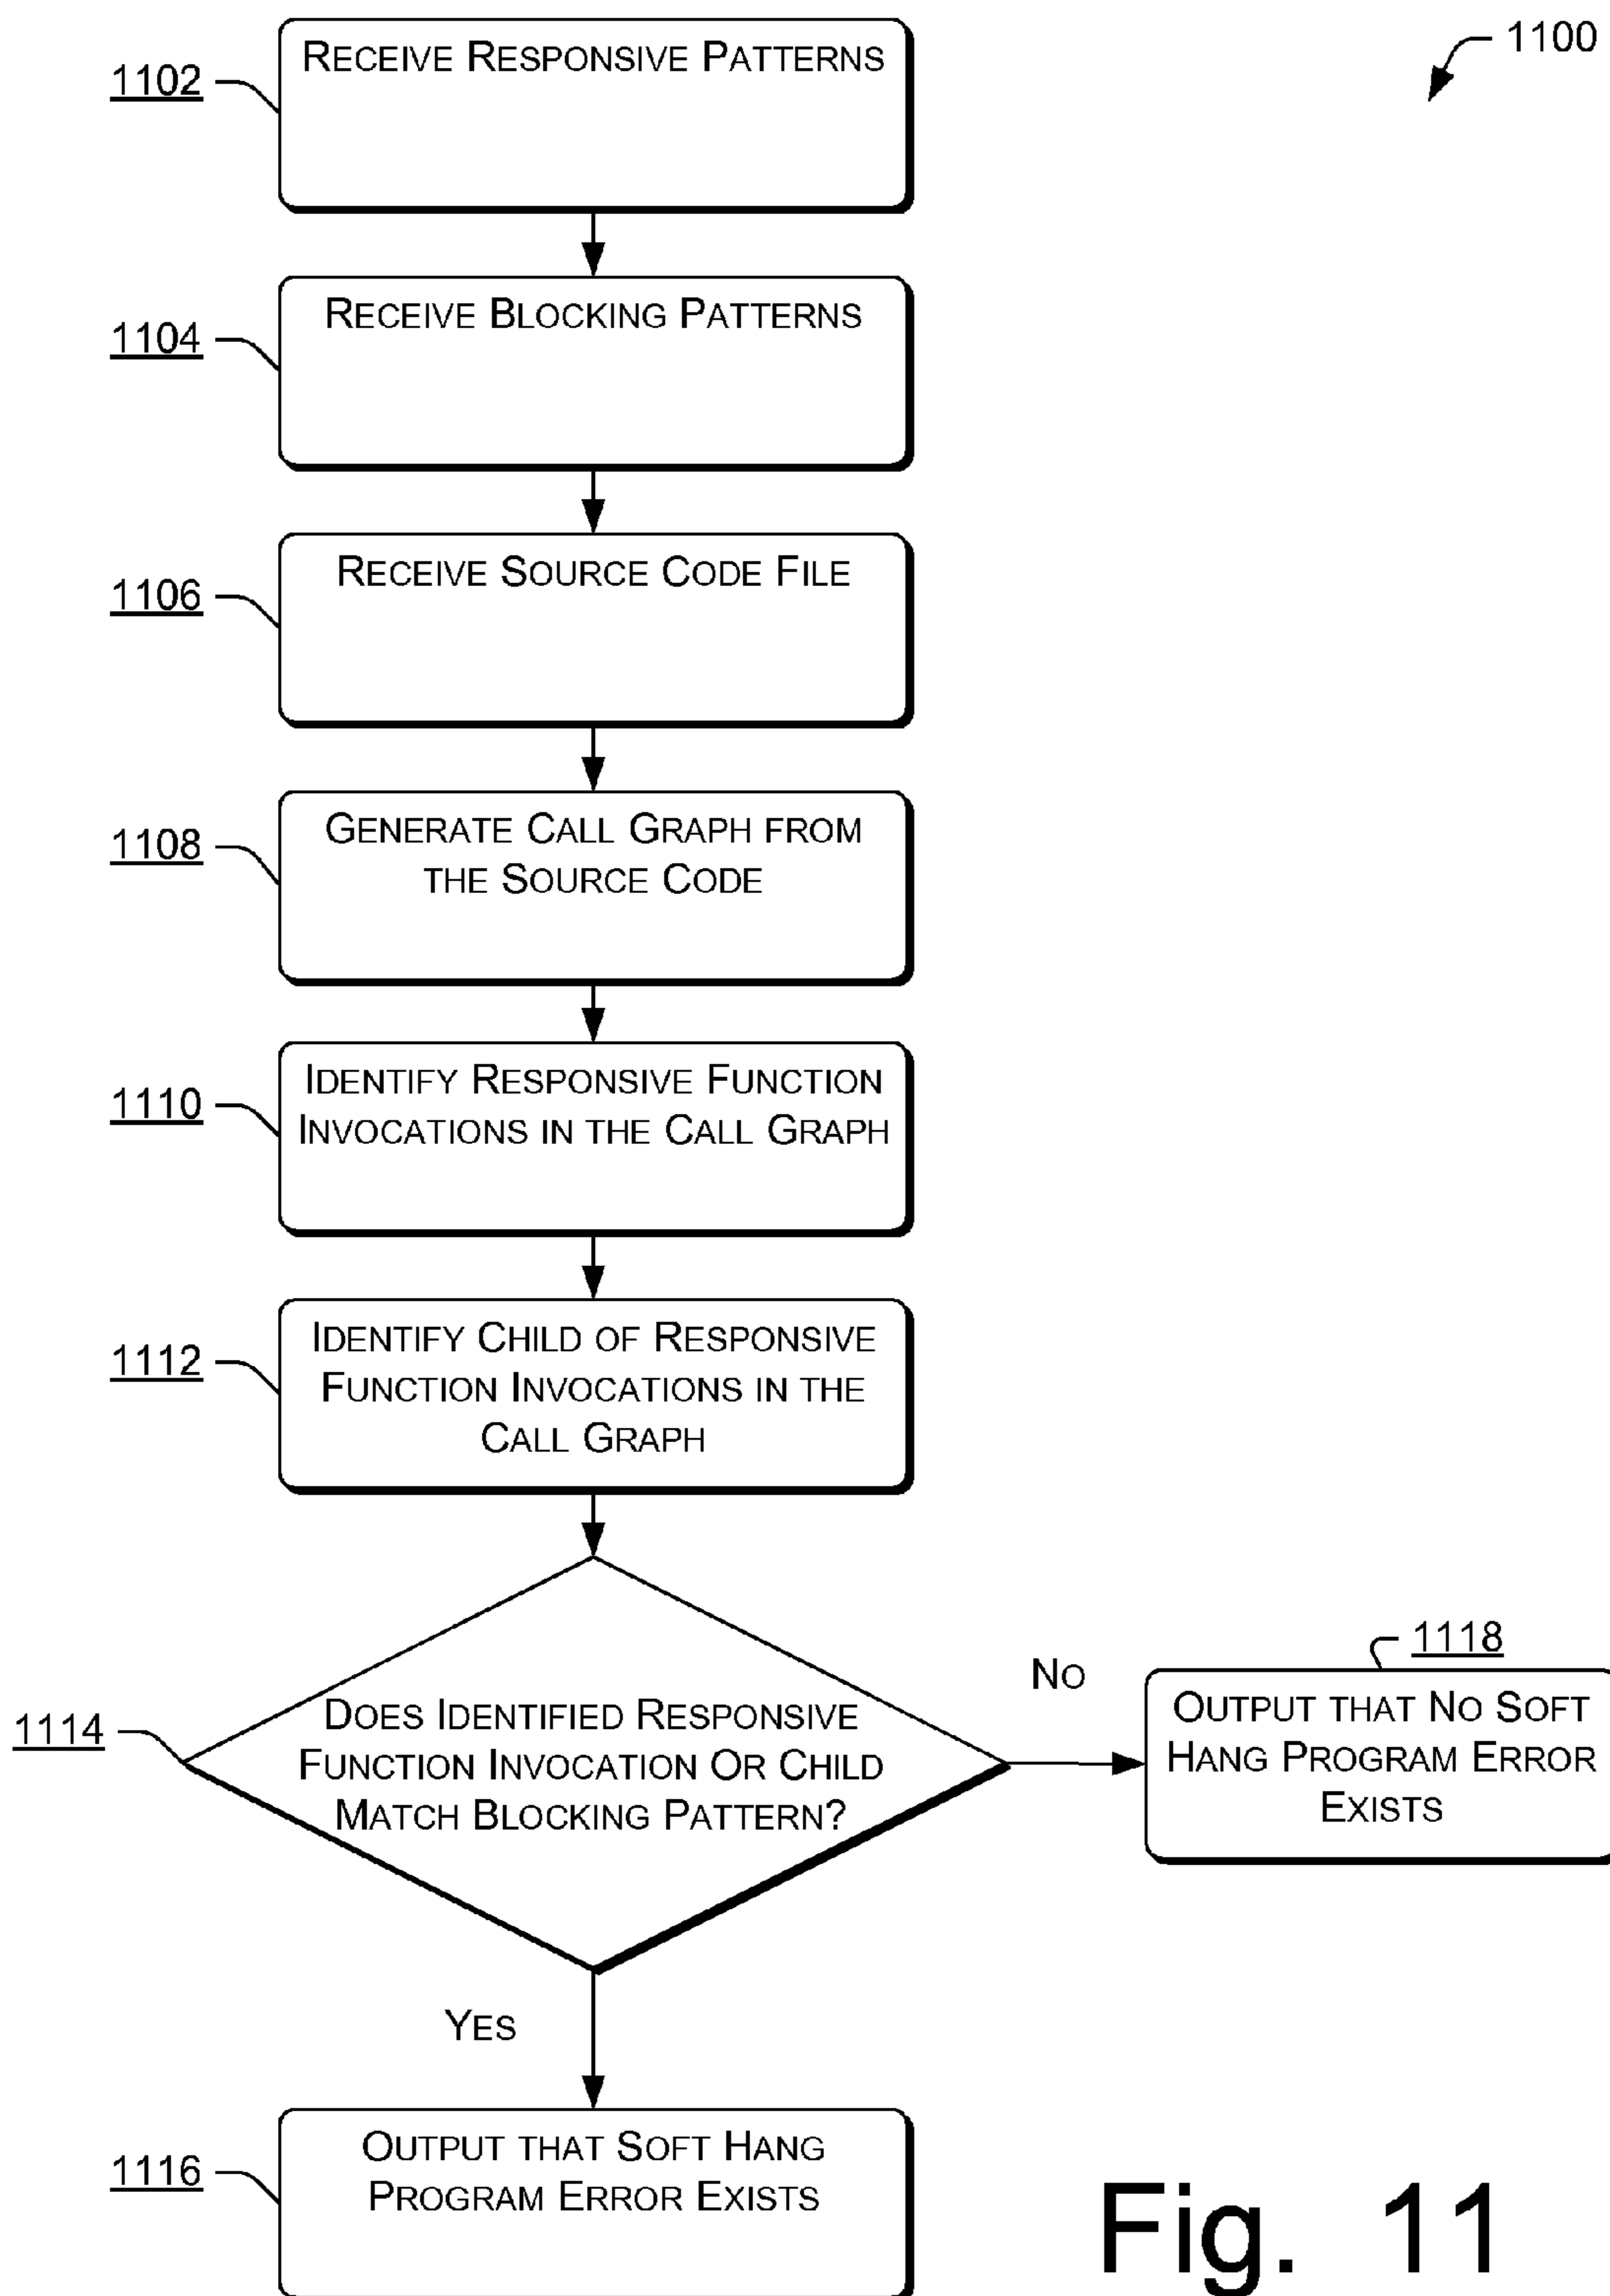 1100
1102
RECEIVE RESPONSIVE PATTERNS
1104
RECEIVE BLOCKING PATTERNS
1106
RECEIVE SOURCE CODE FILE
1108
GENERATE CALL GRAPH FROM
THE SOURCE CODE
1110
IDENTIFY RESPONSIVE FUNCTION
INVOCATIONS IN THE CALL GRAPH
1112
IDENTIFY CHILD OF RESPONSIVE
FUNCTION INVOCATIONS IN THE
CALL GRAPH
1114
DOES IDENTIFIED RESPONSIVE
FUNCTION INVOCATION OR CHILD
MATCH BLOCKING PATTERN?
NO
1118
OUTPUT THAT NO SOFT
HANG PROGRAM ERROR
EXISTS
YES
1116
OUTPUT THAT SOFT HANG
PROGRAM ERROR EXISTS
Fig. 11